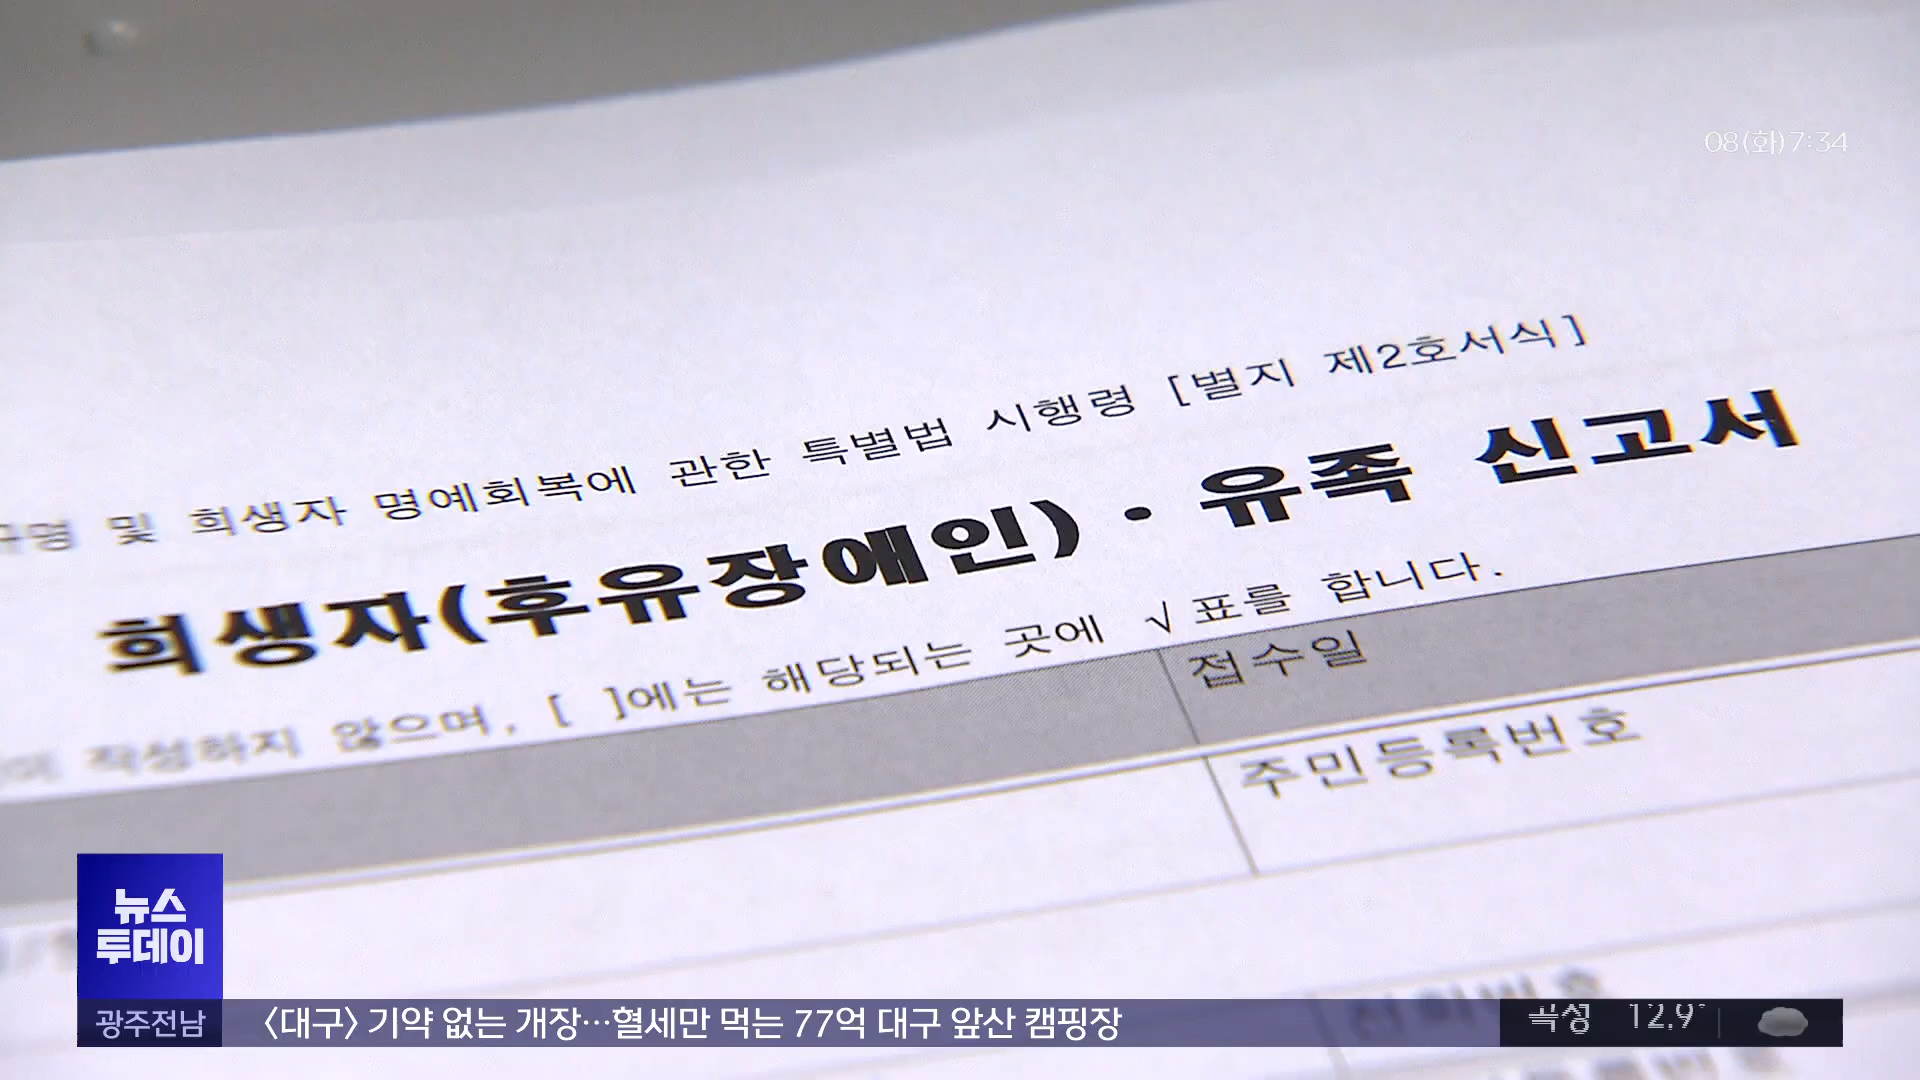 08(화)7:34
규명 및 희생자 명예회복에 관한 특별법 시행령 [별지 제2호서식]
희생자(후유장애인)·유족 신고서
작성하지 않으며, [ ]에는 해당되는 곳에 √ 표를 합니다.
접수일
주민등록번호
뉴스
투데이
광주전남
〈대구〉 기약 없는 개장…혈세만 먹는 77억 대구 앞산 캠핑장
곡성 12.9°